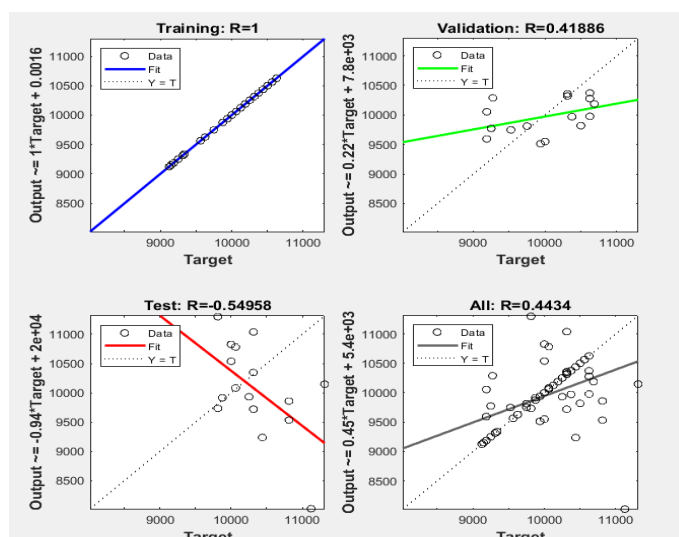 Training: R=1
Output ~= 1*Target + 0.0016
11000
10500
10000
9500
9000
8500
Data
Fit
Y = T
9000 10000 11000
Target
Validation: R=0.41886
Output ~= 0.22*Target + 7.8e+03
11000
10500
10000
9500
9000
8500
Data
Fit
Y = T
9000 10000 11000
Target
Test: R=-0.54958
Output ~= -0.94*Target + 2e+04
11000
10500
10000
9500
9000
8500
Data
Fit
Y = T
9000 10000 11000
Target
All: R=0.4434
Output ~= 0.45*Target + 5.4e+03
11000
10500
10000
9500
9000
8500
Data
Fit
Y = T
9000 10000 11000
Target